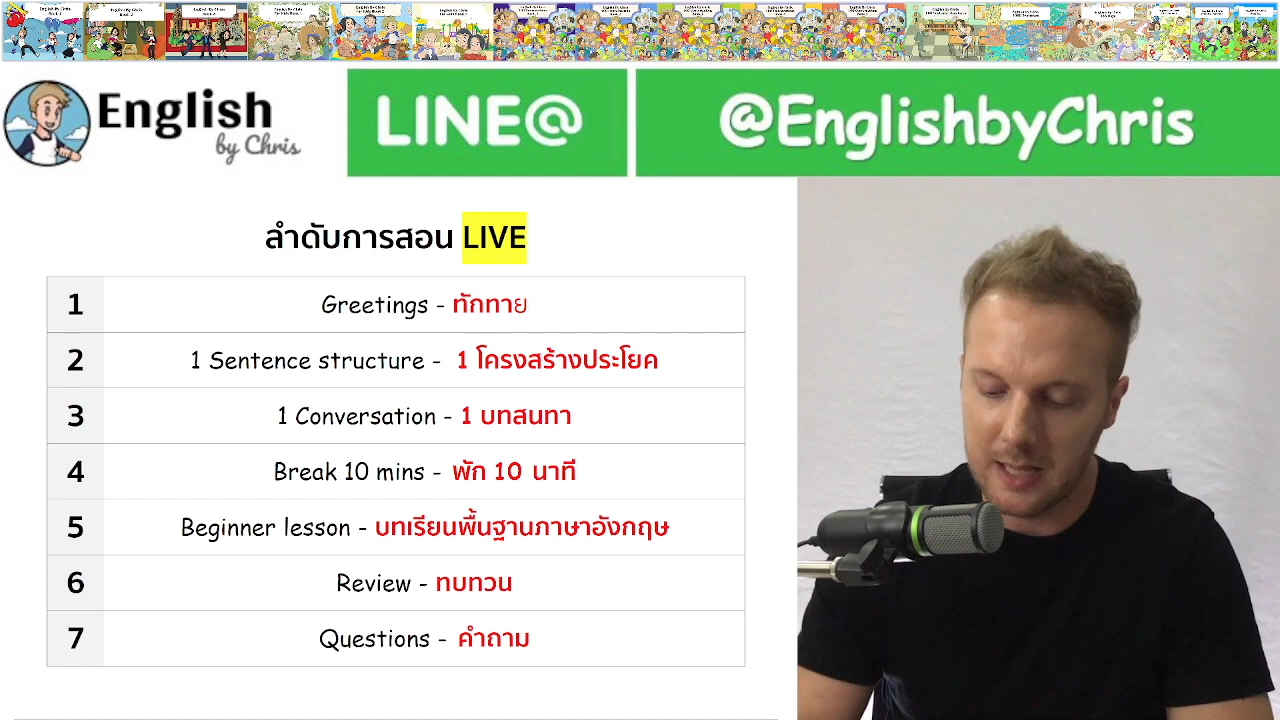 English
by Chris
LINE@
@EnglishbyChris
ลำดับการสอน LIVE
1 Greetings - ทักทาย
2 1 Sentence structure - 1 โครงสร้างประโยค
3 1 Conversation - 1 บทสนทา
4 Break 10 mins - พัก 10 นาที
5 Beginner lesson - บทเรียนพื้นฐานภาษาอังกฤษ
6 Review - ทบทวน
7 Questions - คำถาม